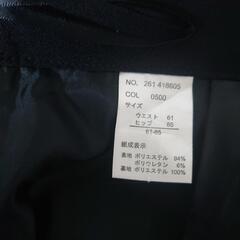 NO. 261 418605
COL 0500
サイズ
ウエスト 61
ヒップ 85
61-85
組成表示
表地 ポリエステル 94%
ポリウレタン 6%
裏地 ポリエステル 100%